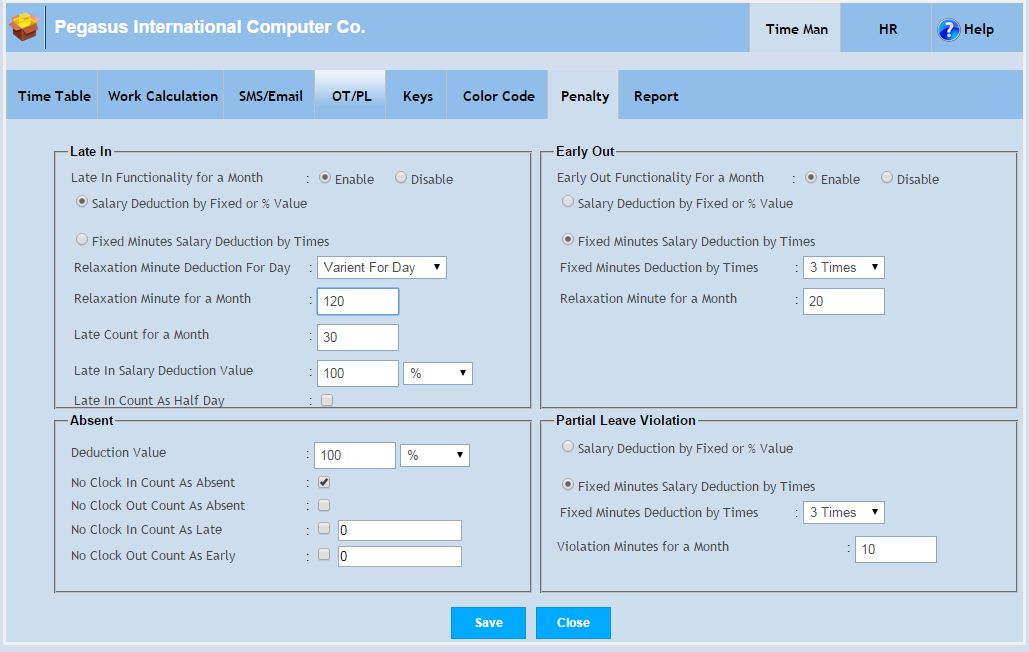 Pegasus International Computer Co.
Time Man
HR
? Help
Time Table
Work Calculation
SMS/Email
OT/PL
Keys
Color Code
Penalty
Report
Late In
Late In Functionality for a Month : Enable Disable
Salary Deduction by Fixed or % Value
Fixed Minutes Salary Deduction by Times
Relaxation Minute Deduction For Day : Varient For Day
Relaxation Minute for a Month : 120
Late Count for a Month : 30
Late In Salary Deduction Value : 100 %
Late In Count As Half Day :
Early Out
Early Out Functionality For a Month : Enable Disable
Salary Deduction by Fixed or % Value
Fixed Minutes Salary Deduction by Times
Fixed Minutes Deduction by Times : 3 Times
Relaxation Minute for a Month : 20
Absent
Deduction Value : 100 %
No Clock In Count As Absent :
No Clock Out Count As Absent :
No Clock In Count As Late : 0
No Clock Out Count As Early : 0
Partial Leave Violation
Salary Deduction by Fixed or % Value
Fixed Minutes Salary Deduction by Times
Fixed Minutes Deduction by Times : 3 Times
Violation Minutes for a Month : 10
Save
Close